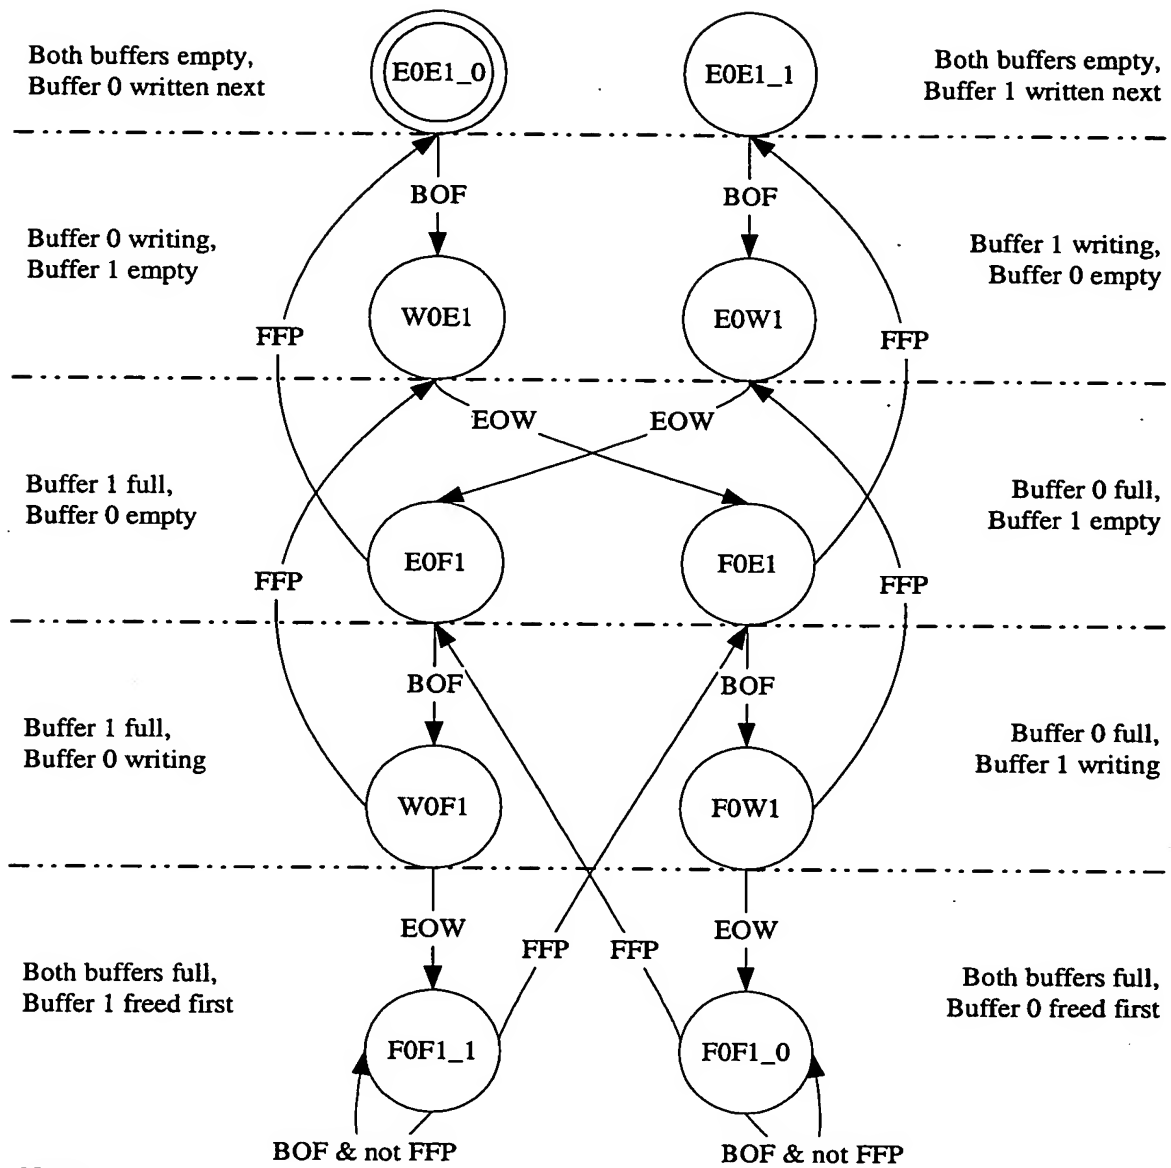 Both buffers empty,
Buffer 0 written next
E0E1_0
E0E1_1
Both buffers empty,
Buffer 1 written next
BOF
BOF
Buffer 0 writing,
Buffer 1 empty
W0E1
E0W1
Buffer 1 writing,
Buffer 0 empty
FFP
FFP
EOW
EOW
Buffer 1 full,
Buffer 0 empty
E0F1
F0E1
Buffer 0 full,
Buffer 1 empty
FFP
FFP
BOF
BOF
Buffer 1 full,
Buffer 0 writing
W0F1
F0W1
Buffer 0 full,
Buffer 1 writing
EOW
FFP
FFP
EOW
Both buffers full,
Buffer 1 freed first
F0F1_1
F0F1_0
Both buffers full,
Buffer 0 freed first
BOF & not FFP
BOF & not FFP